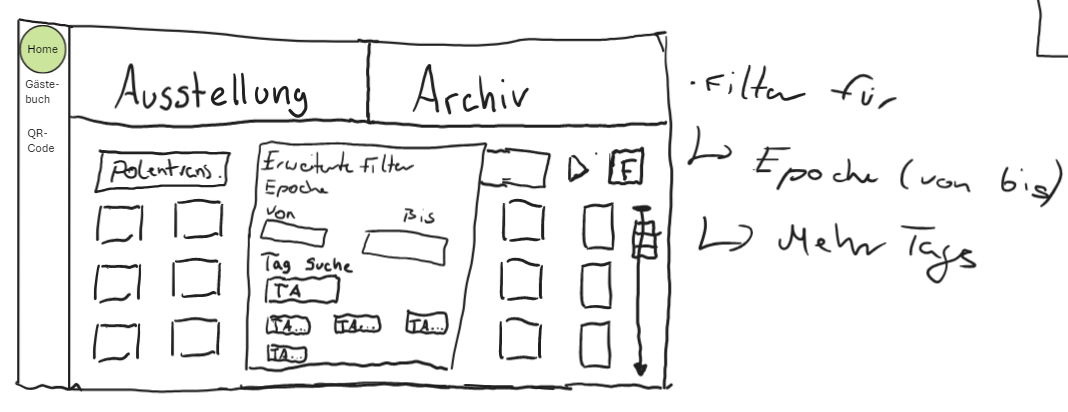 Home
Gäste-
buch
QR-
Code
Ausstellung
Archiv
Polentrans.
F
Erweiterte Filter
Epoche
von
Bis
Tag Suche
TA
TA...
TA...
TA...
TA...
· Filter für
↳ Epoche (von bis)
↳ Mehr Tags